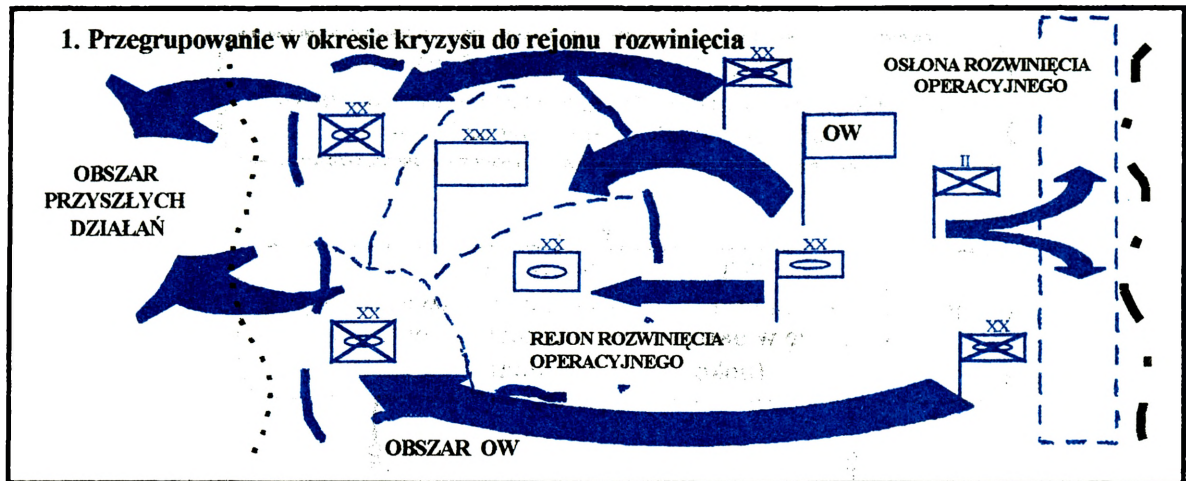 1. Przegrupowanie w okresie kryzysu do rejonu rozwinięcia
XX
OSŁONA ROZWINIĘCIA
OPERACYJNEGO
XX
XXX
OW
II
OBSZAR
PRZYSZŁYCH
DZIAŁAŃ
XX
XX
XX
REJON ROZWINIĘCIA
OPERACYJNEGO
XX
OBSZAR OW